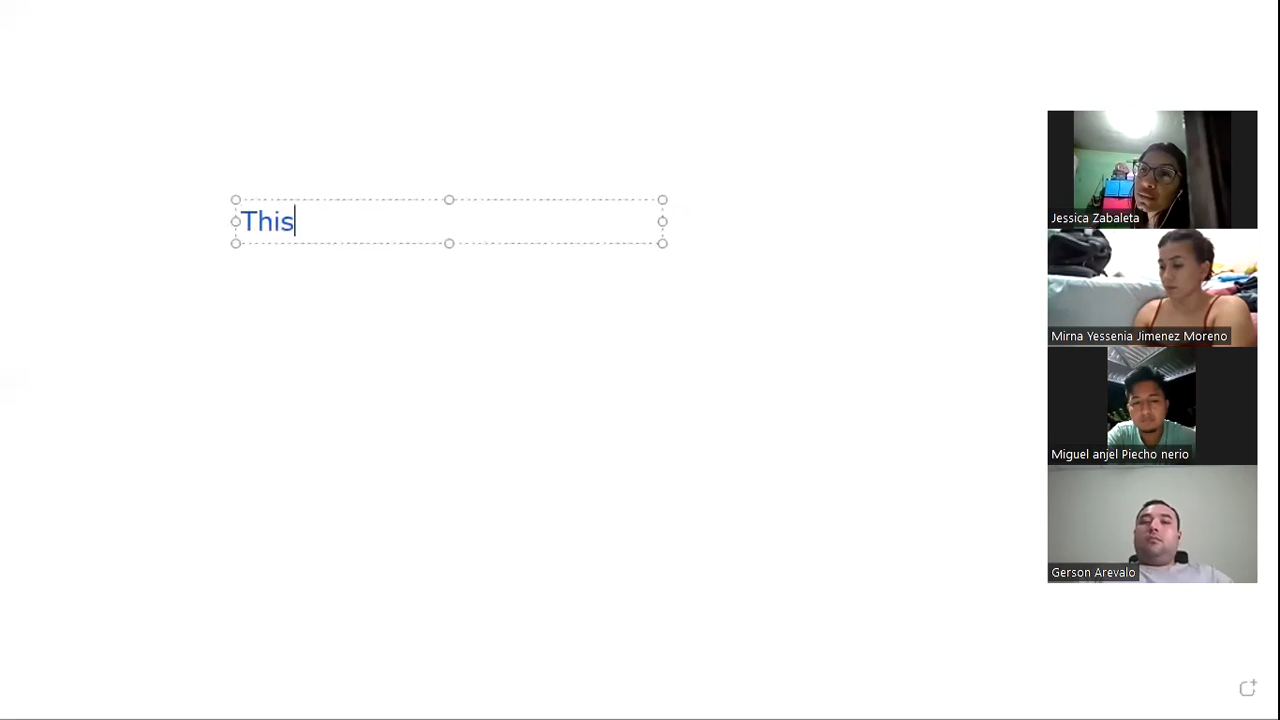 This
Jessica Zabaleta
Mirna Yessenia Jimenez Moreno
Miguel anjel Piecho nerio
Gerson Arevalo